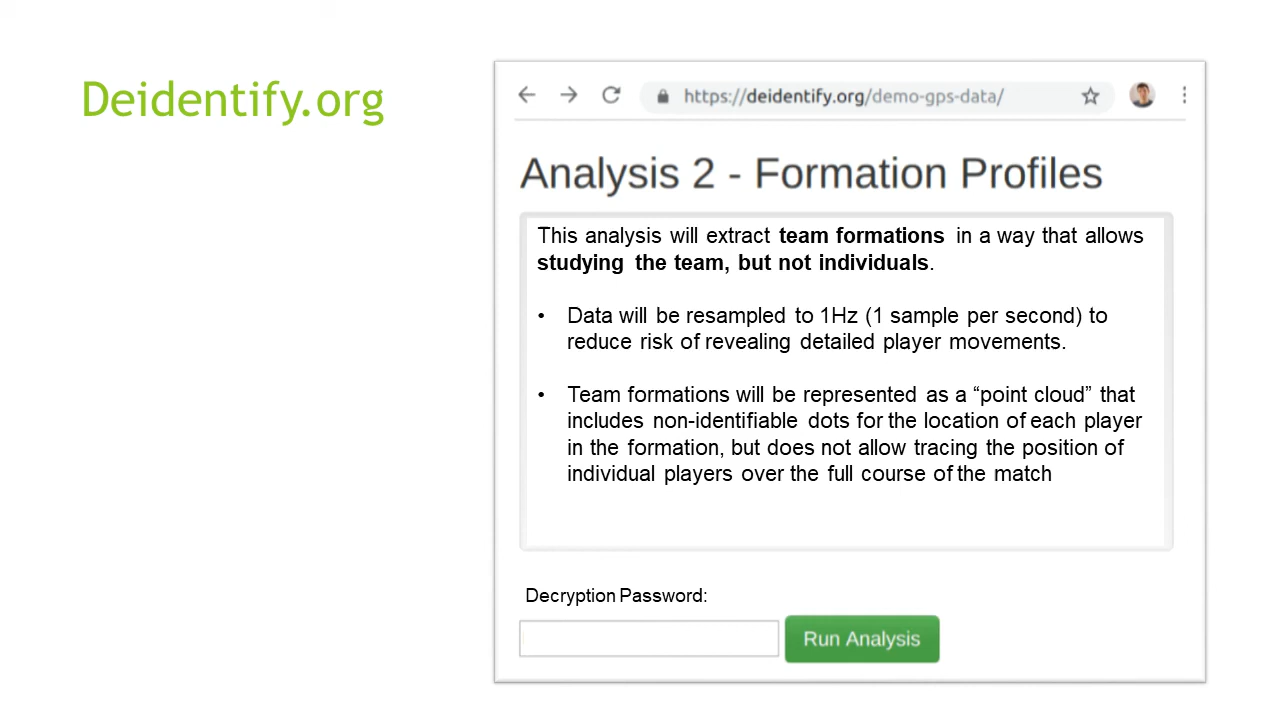 Deidentify.org
https://deidentify.org/demo-gps-data/
Analysis 2 - Formation Profiles
This analysis will extract team formations in a way that allows
studying the team, but not individuals.
• Data will be resampled to 1Hz (1 sample per second) to
reduce risk of revealing detailed player movements.
• Team formations will be represented as a “point cloud” that
includes non-identifiable dots for the location of each player
in the formation, but does not allow tracing the position of
individual players over the full course of the match
Decryption Password:
Run Analysis